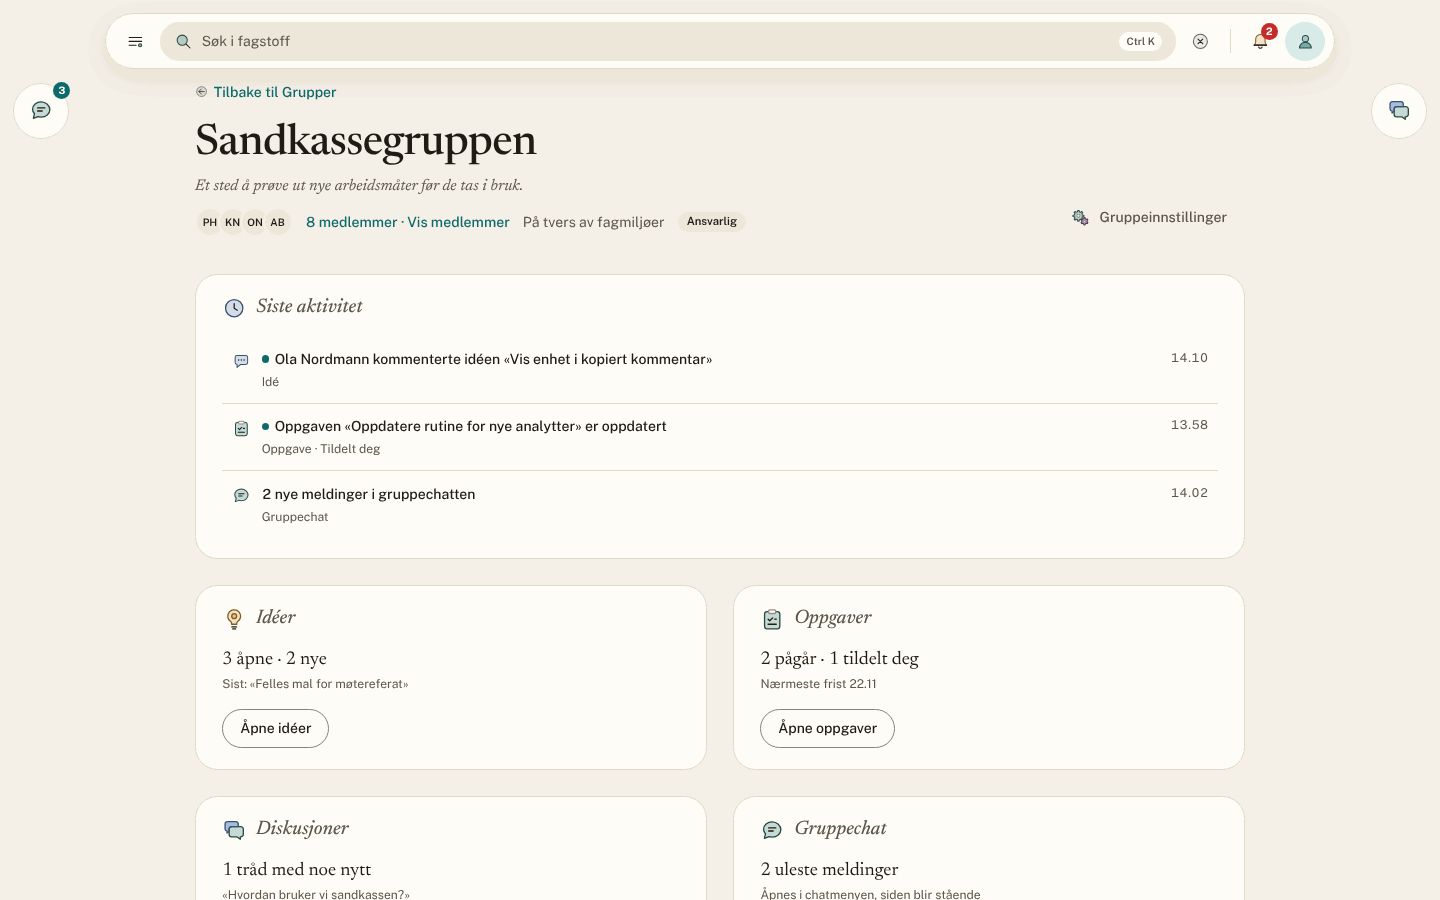 Søk i fagstoff
Ctrl K
2
3
Tilbake til Grupper
Sandkassegruppen
Et sted å prøve ut nye arbeidsmåter før de tas i bruk.
PH KN ON AB 8 medlemmer · Vis medlemmer På tvers av fagmiljøer Ansvarlig
Gruppeinnstillinger
Siste aktivitet
Ola Nordmann kommenterte idéen «Vis enhet i kopiert kommentar» 14.10
Idé
Oppgaven «Oppdatere rutine for nye analytter» er oppdatert 13.58
Oppgave · Tildelt deg
2 nye meldinger i gruppechatten 14.02
Gruppechat
Idéer
3 åpne · 2 nye
Sist: «Felles mal for møtereferat»
Åpne idéer
Oppgaver
2 pågår · 1 tildelt deg
Nærmeste frist 22.11
Åpne oppgaver
Diskusjoner
1 tråd med noe nytt
«Hvordan bruker vi sandkassen?»
Gruppechat
2 uleste meldinger
Åpnes i chatmenyen, siden blir stående